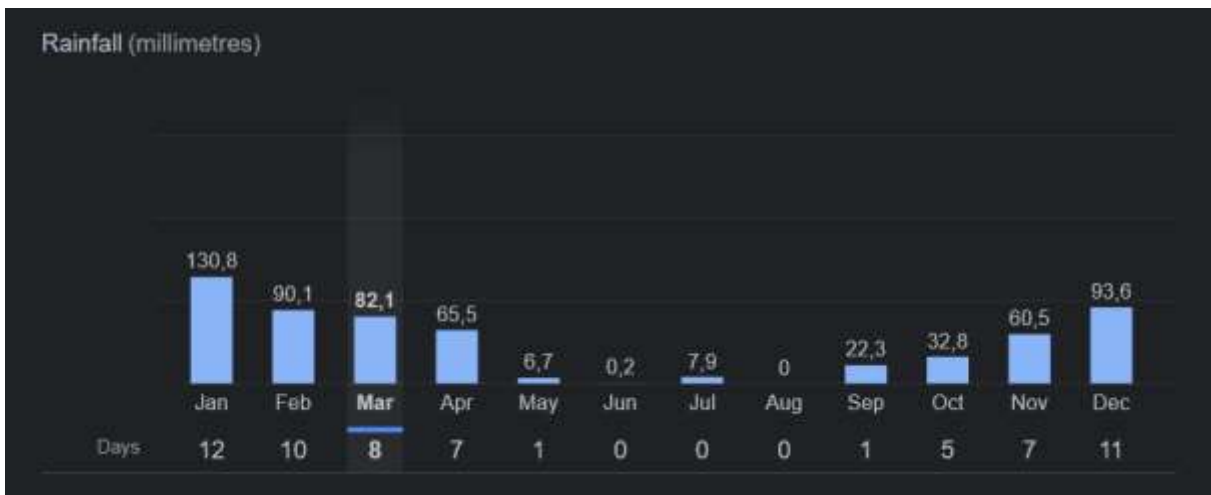 Rainfall (millimetres)
130,8 90,1 82,1 65,5 6,7 0,2 7,9 0 22,3 32,8 60,5 93,6
Jan Feb Mar Apr May Jun Jul Aug Sep Oct Nov Dec
Days 12 10 8 7 1 0 0 0 1 5 7 11